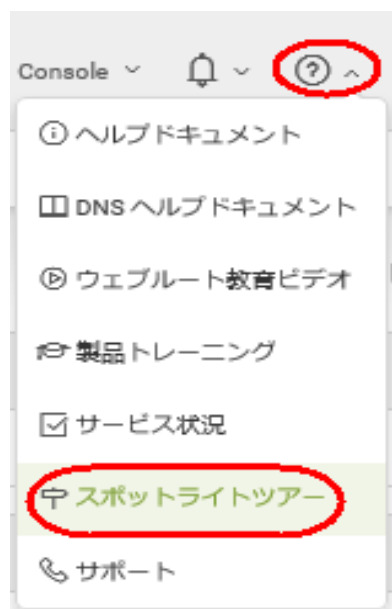 Console
ヘルプドキュメント
DNS ヘルプドキュメント
ウェブルート教育ビデオ
製品トレーニング
サービス状況
スポットライトツアー
サポート